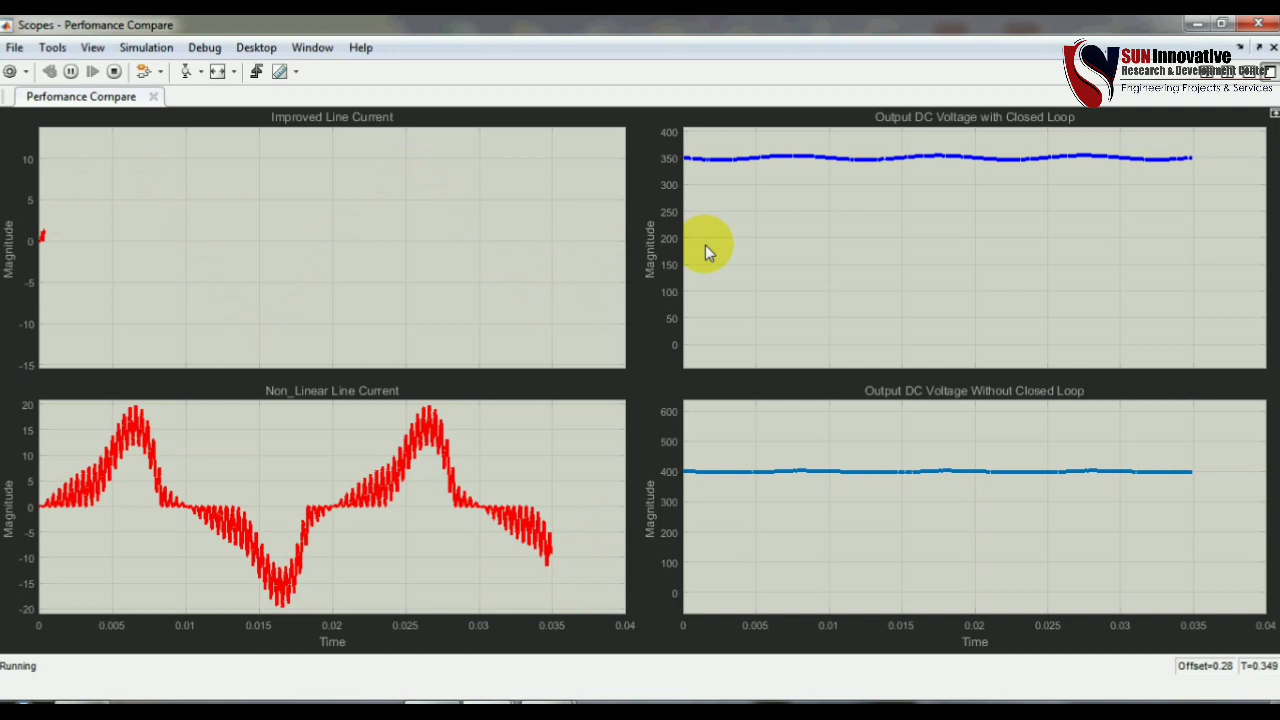 Scopes - Perfomance Compare
File Tools View Simulation Debug Desktop Window Help
SUN Innovative
Research & Development Center
Engineering Projects & Services
Perfomance Compare
Improved Line Current
10
5
0
-5
-10
-15
Magnitude
Output DC Voltage with Closed Loop
400
350
300
250
200
150
100
50
0
Magnitude
Non_Linear Line Current
20
15
10
5
0
-5
-10
-15
-20
Magnitude
0 0.005 0.01 0.015 0.02 0.025 0.03 0.035 0.04
Time
Output DC Voltage Without Closed Loop
600
500
400
300
200
100
0
Magnitude
0 0.005 0.01 0.015 0.02 0.025 0.03 0.035 0.04
Time
Running
Offset=0.28 T=0.349